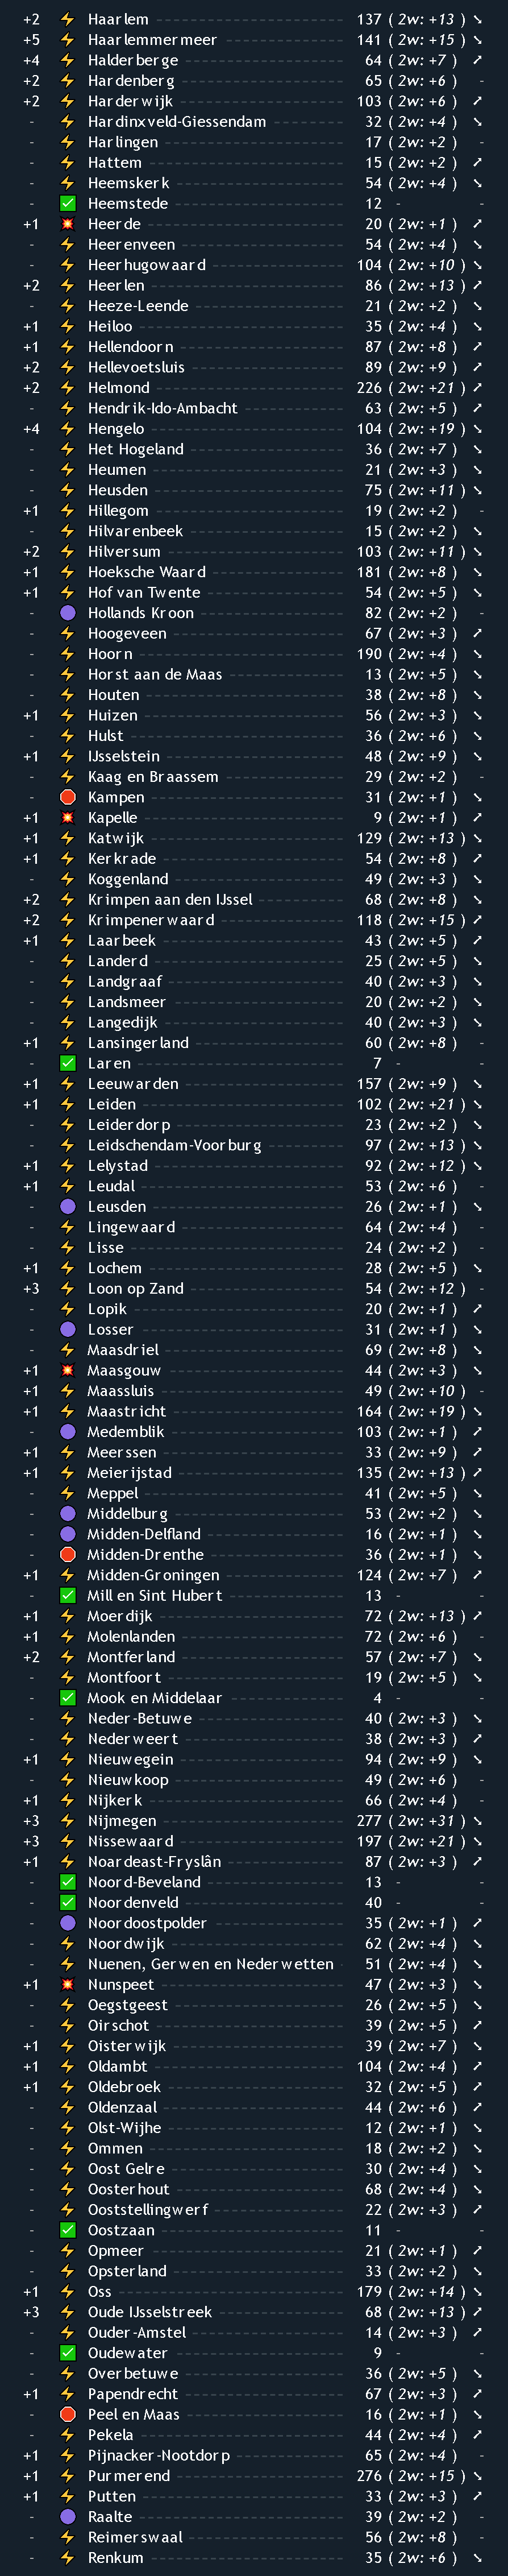 +2 ⚡ Haarlem 137 (2w: +13) ➘
+5 ⚡ Haarlemmermeer 141 (2w: +15) ➘
+4 ⚡ Halderberge 64 (2w: +7) ➚
+2 ⚡ Hardenberg 65 (2w: +6) -
+2 ⚡ Harderwijk 103 (2w: +6) ➚
- ⚡ Hardinxveld-Giessendam 32 (2w: +4) ➘
- ⚡ Harlingen 17 (2w: +2) -
- ⚡ Hattem 15 (2w: +2) ➚
- ⚡ Heemskerk 54 (2w: +4) ➘
- ✅ Heemstede 12 - -
+1 💥 Heerde 20 (2w: +1) ➚
- ⚡ Heerenveen 54 (2w: +4) ➘
- ⚡ Heerhugowaard 104 (2w: +10) ➘
+2 ⚡ Heerlen 86 (2w: +13) ➚
- ⚡ Heeze-Leende 21 (2w: +2) ➘
+1 ⚡ Heiloo 35 (2w: +4) ➘
+1 ⚡ Hellendoorn 87 (2w: +8) ➚
+2 ⚡ Hellevoetsluis 89 (2w: +9) ➚
+2 ⚡ Helmond 226 (2w: +21) ➚
- ⚡ Hendrik-Ido-Ambacht 63 (2w: +5) ➚
+4 ⚡ Hengelo 104 (2w: +19) ➘
- ⚡ Het Hogeland 36 (2w: +7) ➘
- ⚡ Heumen 21 (2w: +3) ➘
- ⚡ Heusden 75 (2w: +11) ➘
+1 ⚡ Hillegom 19 (2w: +2) -
- ⚡ Hilvarenbeek 15 (2w: +2) ➘
+2 ⚡ Hilversum 103 (2w: +11) ➘
+1 ⚡ Hoeksche Waard 181 (2w: +8) ➘
+1 ⚡ Hof van Twente 54 (2w: +5) ➘
- 🟣 Hollands Kroon 82 (2w: +2) -
- ⚡ Hoogeveen 67 (2w: +3) ➚
- ⚡ Hoorn 190 (2w: +4) ➘
- ⚡ Horst aan de Maas 13 (2w: +5) ➘
- ⚡ Houten 38 (2w: +8) ➘
+1 ⚡ Huizen 56 (2w: +3) ➘
- ⚡ Hulst 36 (2w: +6) ➘
+1 ⚡ IJsselstein 48 (2w: +9) ➘
- ⚡ Kaag en Braassem 29 (2w: +2) -
- 🛑 Kampen 31 (2w: +1) ➘
+1 💥 Kapelle 9 (2w: +1) ➚
+1 ⚡ Katwijk 129 (2w: +13) ➘
+1 ⚡ Kerkrade 54 (2w: +8) ➚
- ⚡ Koggenland 49 (2w: +3) ➘
+2 ⚡ Krimpen aan den IJssel 68 (2w: +8) ➘
+2 ⚡ Krimpenerwaard 118 (2w: +15) ➚
+1 ⚡ Laarbeek 43 (2w: +5) ➚
- ⚡ Landerd 25 (2w: +5) ➘
- ⚡ Landgraaf 40 (2w: +3) ➘
- ⚡ Landsmeer 20 (2w: +2) ➘
- ⚡ Langedijk 40 (2w: +3) ➘
+1 ⚡ Lansingerland 60 (2w: +8) -
- ✅ Laren 7 - -
+1 ⚡ Leeuwarden 157 (2w: +9) ➘
+1 ⚡ Leiden 102 (2w: +21) ➘
- ⚡ Leiderdorp 23 (2w: +2) ➘
- ⚡ Leidschendam-Voorburg 97 (2w: +13) ➘
+1 ⚡ Lelystad 92 (2w: +12) ➘
+1 ⚡ Leudal 53 (2w: +6) -
- 🟣 Leusden 26 (2w: +1) ➘
- ⚡ Lingewaard 64 (2w: +4) -
- ⚡ Lisse 24 (2w: +2) -
+1 ⚡ Lochem 28 (2w: +5) ➘
+3 ⚡ Loon op Zand 54 (2w: +12) -
- ⚡ Lopik 20 (2w: +1) ➚
- 🟣 Losser 31 (2w: +1) ➘
- ⚡ Maasdriel 69 (2w: +8) ➘
+1 💥 Maasgouw 44 (2w: +3) ➘
+1 ⚡ Maassluis 49 (2w: +10) -
+1 ⚡ Maastricht 164 (2w: +19) ➘
- 🟣 Medemblik 103 (2w: +1) ➚
+1 ⚡ Meerssen 33 (2w: +9) ➚
+1 ⚡ Meierijstad 135 (2w: +13) ➚
- ⚡ Meppel 41 (2w: +5) ➘
- 🟣 Middelburg 53 (2w: +2) ➘
- 🟣 Midden-Delfland 16 (2w: +1) ➘
- 🛑 Midden-Drenthe 36 (2w: +1) ➘
+1 ⚡ Midden-Groningen 124 (2w: +7) ➚
- ✅ Mill en Sint Hubert 13 - -
+1 ⚡ Moerdijk 72 (2w: +13) ➚
+1 ⚡ Molenlanden 72 (2w: +6) -
+2 ⚡ Montferland 57 (2w: +7) ➘
- ⚡ Montfoort 19 (2w: +5) ➘
- ✅ Mook en Middelaar 4 - -
- ⚡ Neder-Betuwe 40 (2w: +3) ➘
- ⚡ Nederweert 38 (2w: +3) ➚
+1 ⚡ Nieuwegein 94 (2w: +9) ➘
- ⚡ Nieuwkoop 49 (2w: +6) -
+1 ⚡ Nijkerk 66 (2w: +4) -
+3 ⚡ Nijmegen 277 (2w: +31) ➘
+3 ⚡ Nissewaard 197 (2w: +21) ➘
+1 ⚡ Noardeast-Fryslân 87 (2w: +3) ➚
- ✅ Noord-Beveland 13 - -
- ✅ Noordenveld 40 - -
- 🟣 Noordoostpolder 35 (2w: +1) ➚
- ⚡ Noordwijk 62 (2w: +4) ➘
- ⚡ Nuenen, Gerwen en Nederwetten 51 (2w: +4) ➘
+1 💥 Nunspeet 47 (2w: +3) ➘
- ⚡ Oegstgeest 26 (2w: +5) ➘
- ⚡ Oirschot 39 (2w: +5) ➚
+1 ⚡ Oisterwijk 39 (2w: +7) ➘
+1 ⚡ Oldambt 104 (2w: +4) ➚
+1 ⚡ Oldebroek 32 (2w: +5) ➚
- ⚡ Oldenzaal 44 (2w: +6) ➚
- ⚡ Olst-Wijhe 12 (2w: +1) ➘
- ⚡ Ommen 18 (2w: +2) ➘
- ⚡ Oost Gelre 30 (2w: +4) ➘
- ⚡ Oosterhout 68 (2w: +4) ➘
- ⚡ Ooststellingwerf 22 (2w: +3) ➚
- ✅ Oostzaan 11 - -
- ⚡ Opmeer 21 (2w: +1) ➚
- ⚡ Opsterland 33 (2w: +2) ➘
+1 ⚡ Oss 179 (2w: +14) ➘
+3 ⚡ Oude IJsselstreek 68 (2w: +13) ➚
- ⚡ Ouder-Amstel 14 (2w: +3) ➚
- ✅ Oudewater 9 - -
- ⚡ Overbetuwe 36 (2w: +5) ➘
+1 ⚡ Papendrecht 67 (2w: +3) ➚
- 🛑 Peel en Maas 16 (2w: +1) ➘
- ⚡ Pekela 44 (2w: +4) ➚
+1 ⚡ Pijnacker-Nootdorp 65 (2w: +4) -
+1 ⚡ Purmerend 276 (2w: +15) ➘
+1 ⚡ Putten 33 (2w: +3) ➚
- 🟣 Raalte 39 (2w: +2) -
- ⚡ Reimerswaal 56 (2w: +8) -
- ⚡ Renkum 35 (2w: +6) ➘